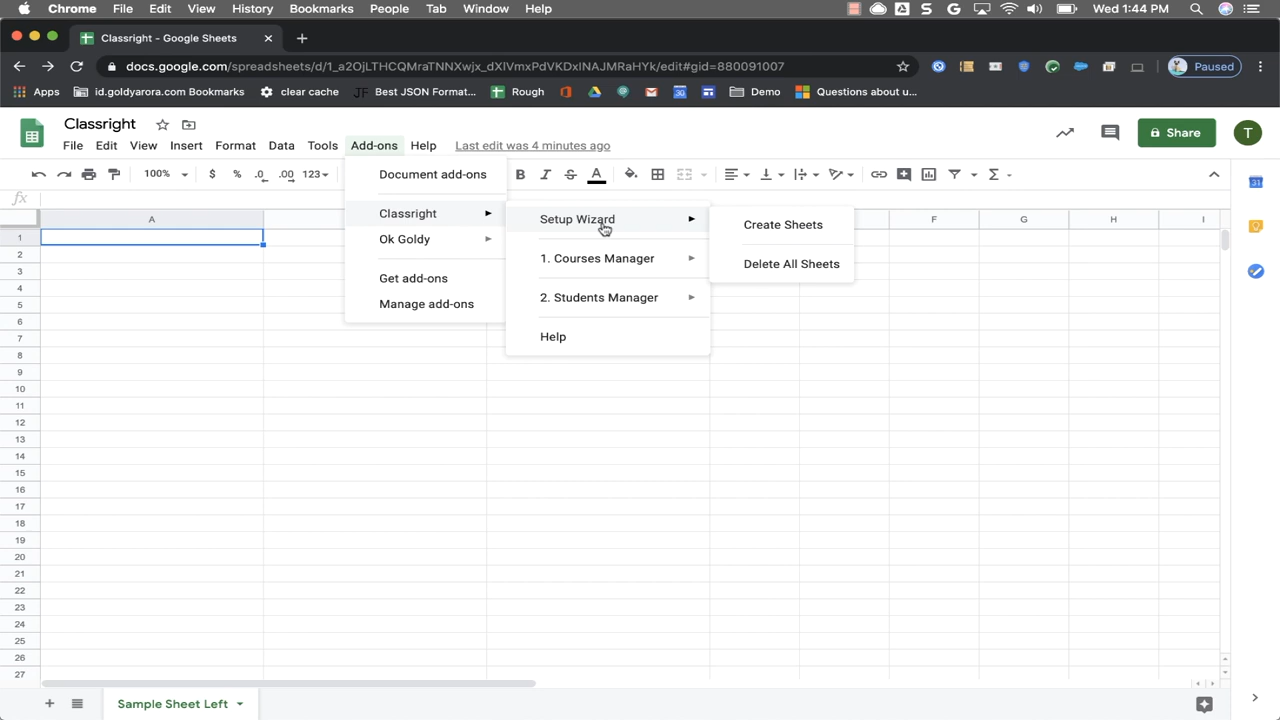 Chrome File Edit View History Bookmarks People Tab Window Help Wed 1:44 PM
Classright - Google Sheets
docs.google.com/spreadsheets/d/1_a2OjLTHCQMraTNNXwjx_dXlVmxPdVKDxlNAJMRaHYk/edit#gid=880091007 Paused
Apps id.goldyarora.com Bookmarks clear cache JF Best JSON Format... Rough Demo Questions about u...
Classright Share T
File Edit View Insert Format Data Tools Add-ons Help Last edit was 4 minutes ago
100% $ % .0 .00 123 B I S A
Document add-ons
Classright
Ok Goldy
Get add-ons
Manage add-ons
Setup Wizard
1. Courses Manager
2. Students Manager
Help
Create Sheets
Delete All Sheets
fx
A F G H I
1
2
3
4
5
6
7
8
9
10
11
12
13
14
15
16
17
18
19
20
21
22
23
24
25
26
27
Sample Sheet Left